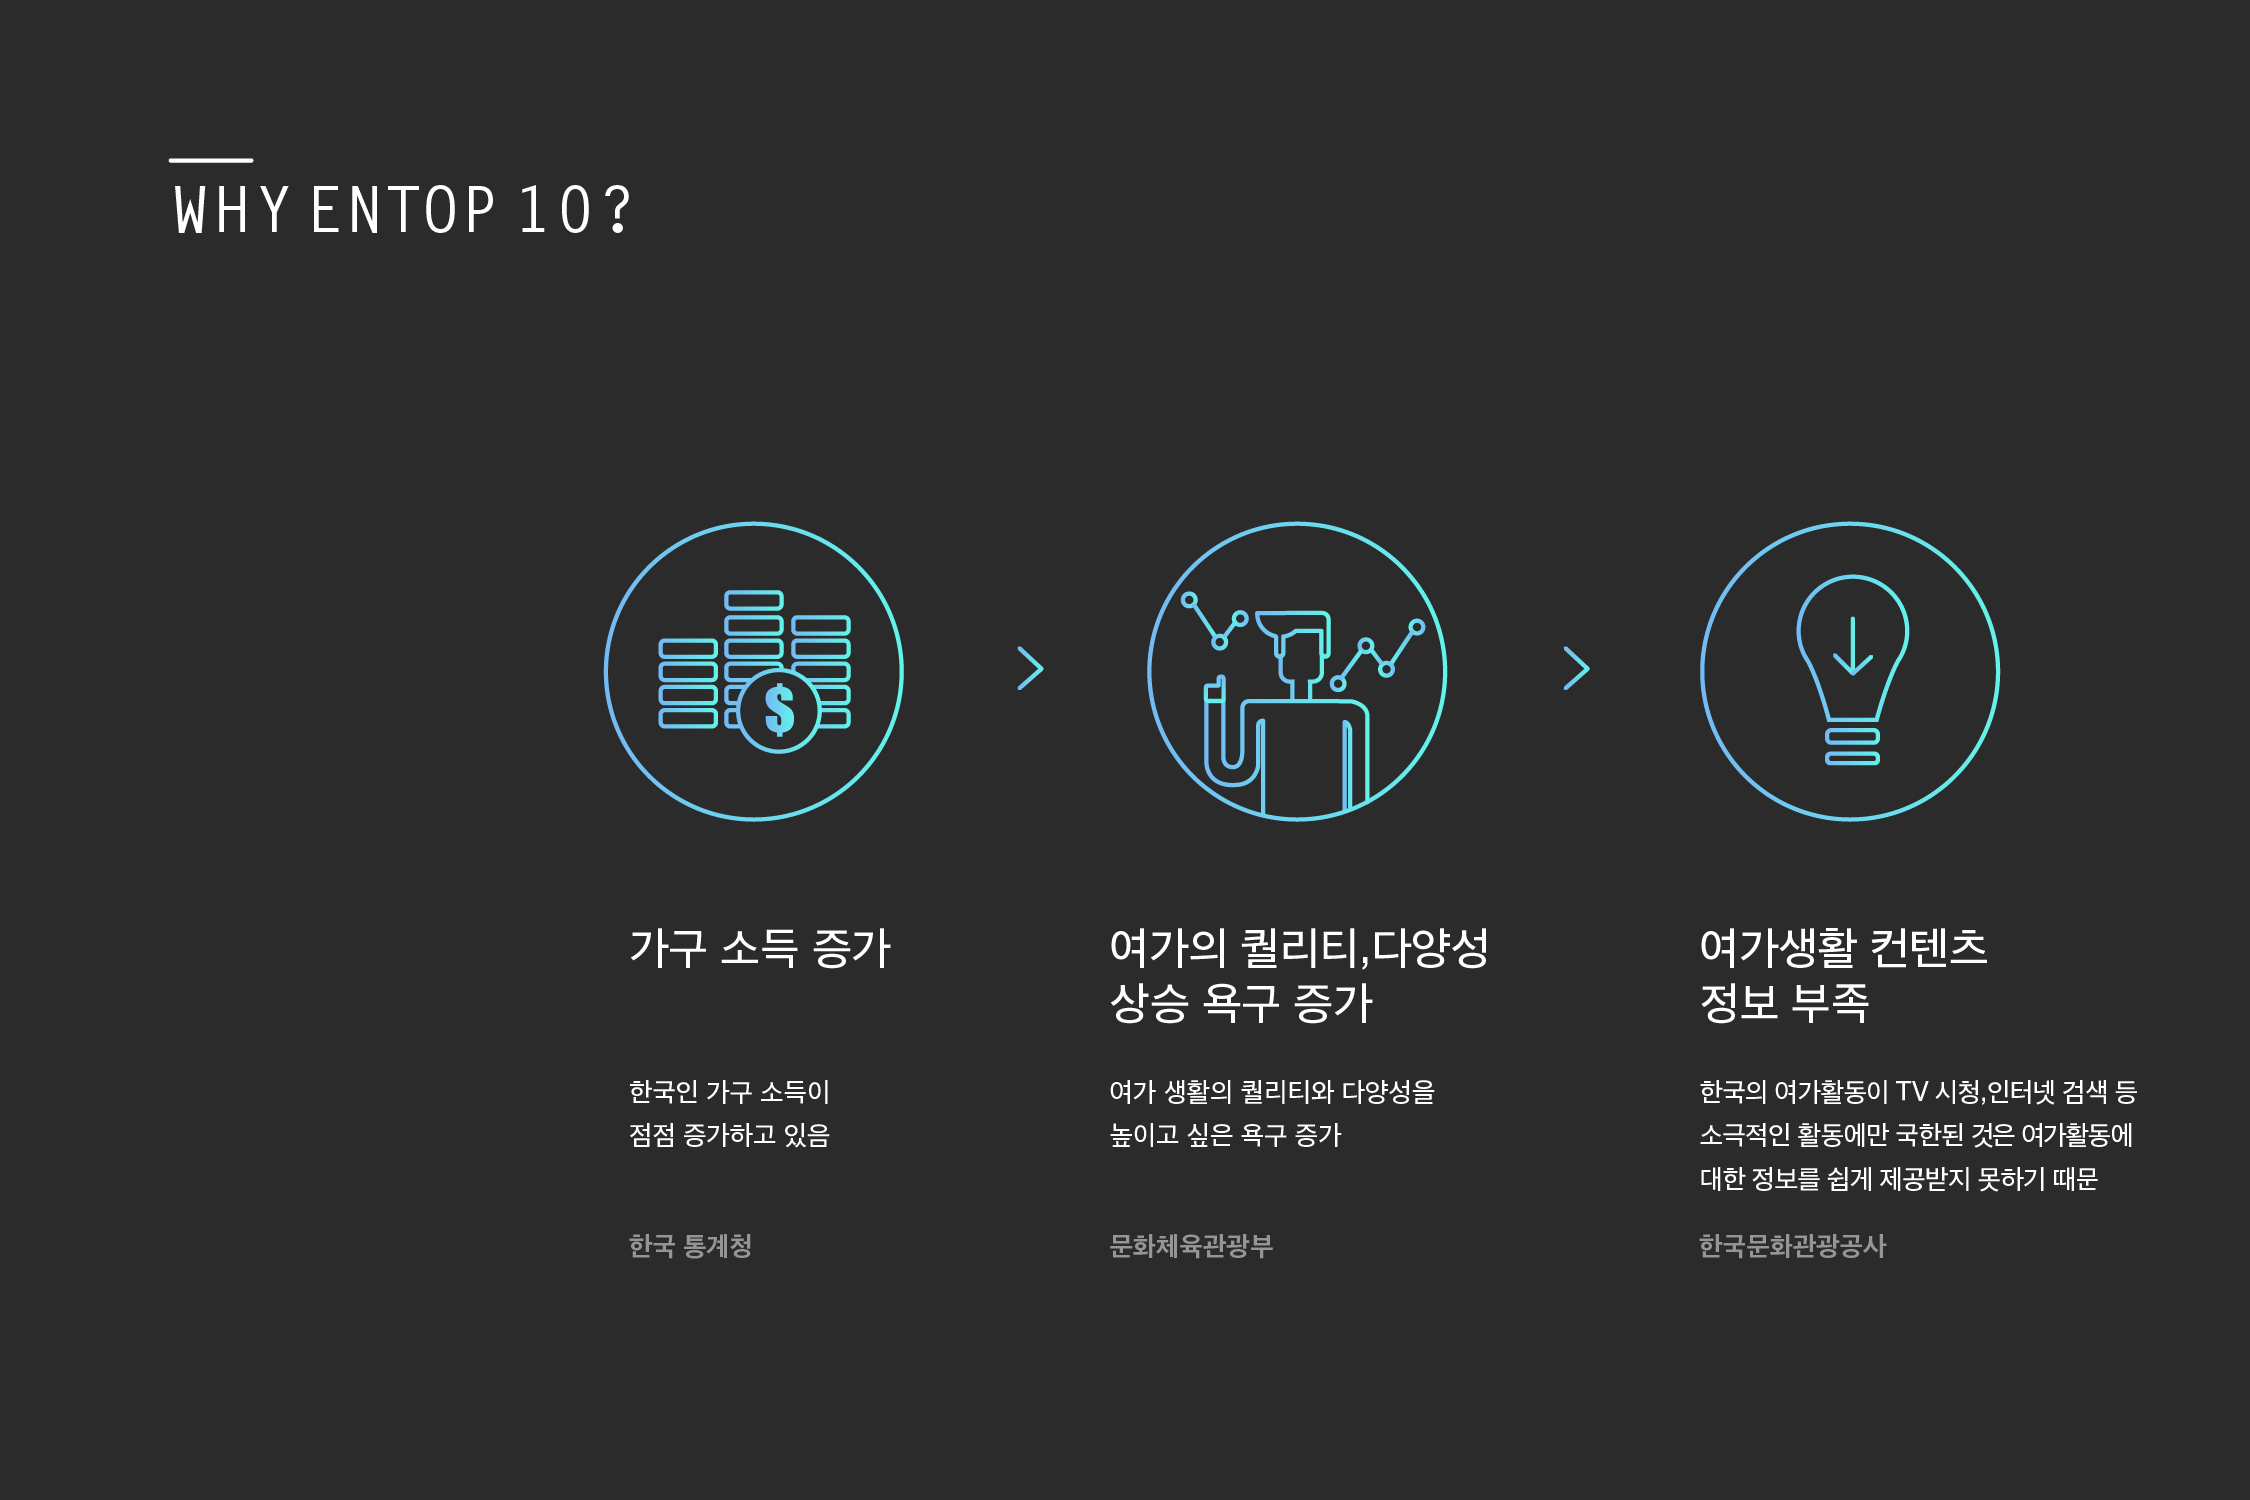 WHY ENTOP 10?
$
가구 소득 증가
한국인 가구 소득이
점점 증가하고 있음
한국 통계청
여가의 퀄리티,다양성
상승 욕구 증가
여가 생활의 퀄리티와 다양성을
높이고 싶은 욕구 증가
문화체육관광부
여가생활 컨텐츠
정보 부족
한국의 여가활동이 TV 시청,인터넷 검색 등
소극적인 활동에만 국한된 것은 여가활동에
대한 정보를 쉽게 제공받지 못하기 때문
한국문화관광공사